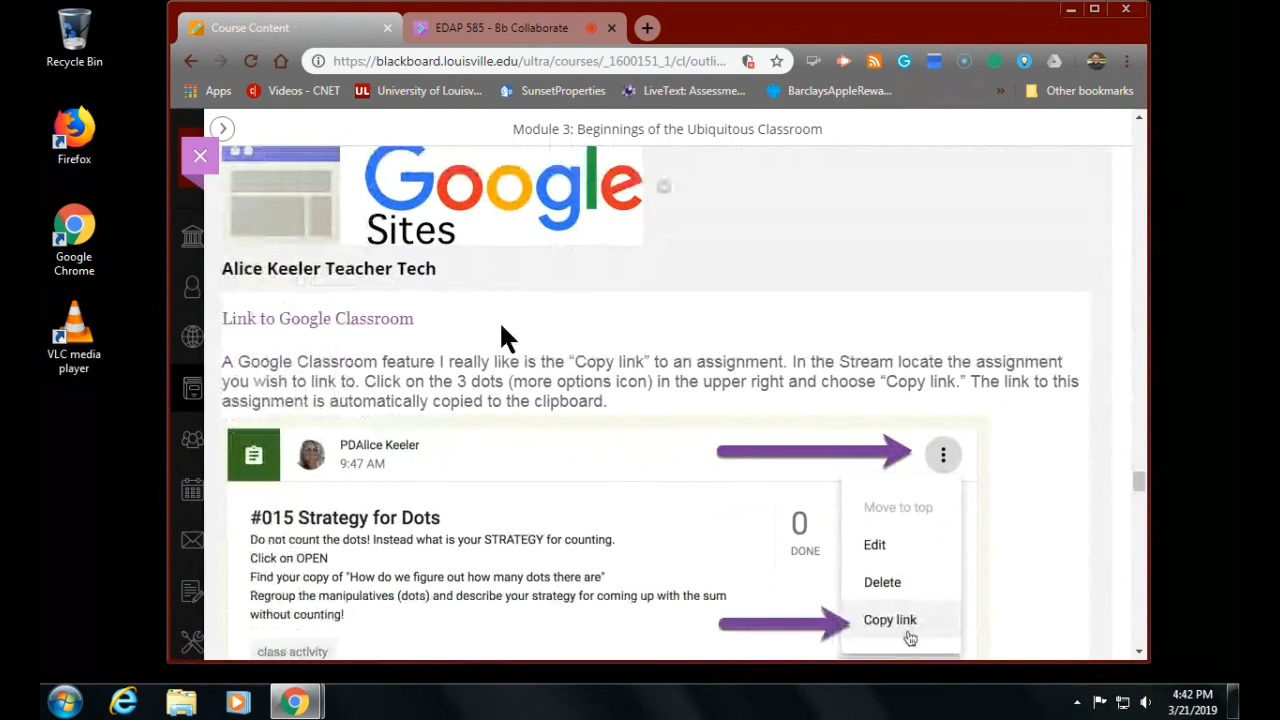 Recycle Bin
Firefox
Google
Chrome
VLC media
player
Course Content
EDAP 585 - Bb Collaborate
https://blackboard.louisville.edu/ultra/courses/_1600151_1/cl/outli...
Apps
Videos - CNET
University of Louisv...
SunsetProperties
LiveText: Assessme...
BarclaysAppleRewa...
»
Other bookmarks
Module 3: Beginnings of the Ubiquitous Classroom
Google
Sites
Alice Keeler Teacher Tech
Link to Google Classroom
A Google Classroom feature I really like is the “Copy link” to an assignment. In the Stream locate the assignment
you wish to link to. Click on the 3 dots (more options icon) in the upper right and choose “Copy link.” The link to this
assignment is automatically copied to the clipboard.
PDAlice Keeler
9:47 AM
#015 Strategy for Dots
Do not count the dots! Instead what is your STRATEGY for counting.
Click on OPEN
Find your copy of "How do we figure out how many dots there are"
Regroup the manipulatives (dots) and describe your strategy for coming up with the sum
without counting!
class activity
0
DONE
Move to top
Edit
Delete
Copy link
4:42 PM
3/21/2019